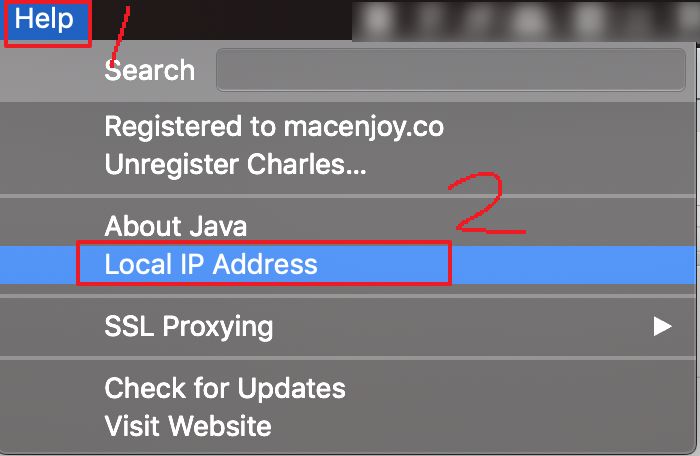 Help
1
Search
Registered to macenjoy.co
Unregister Charles...
2
About Java
Local IP Address
SSL Proxying
Check for Updates
Visit Website